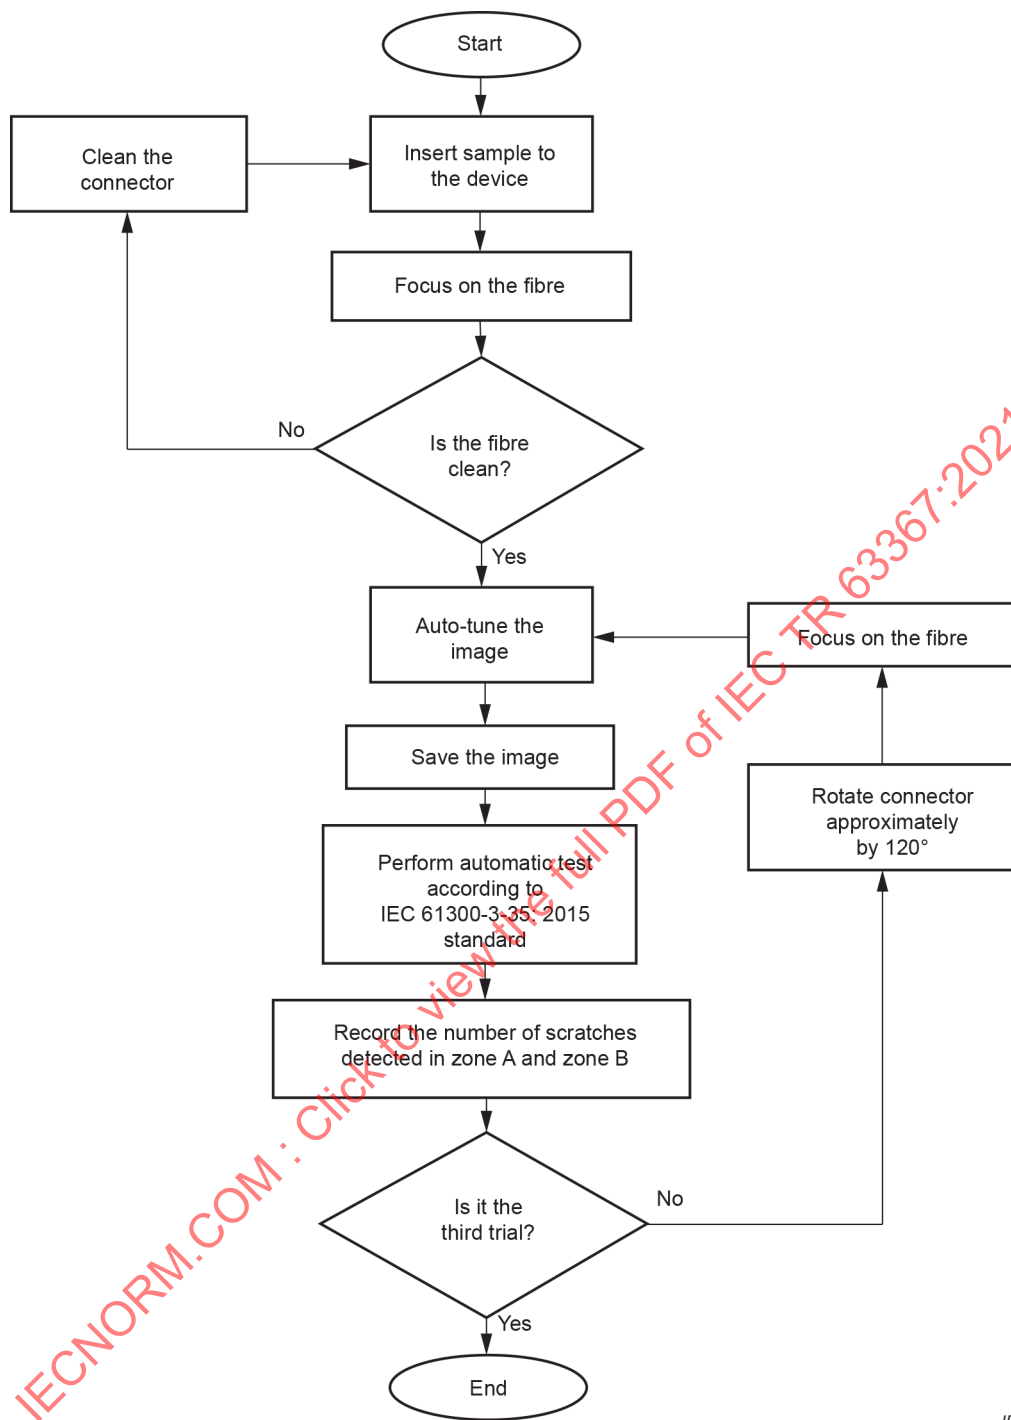 Start
Clean the
connector
Insert sample to
the device
Focus on the fibre
No
Is the fibre
clean?
Yes
Auto-tune the
image
Focus on the fibre
Save the image
Rotate connector
approximately
by 120°
Perform automatic test
according to
IEC 61300-3-35: 2015
standard
Record the number of scratches
detected in zone A and zone B
Is it the
third trial?
No
Yes
End
IECNORM.COM : Click to view the full PDF of IEC TR 63367:2021